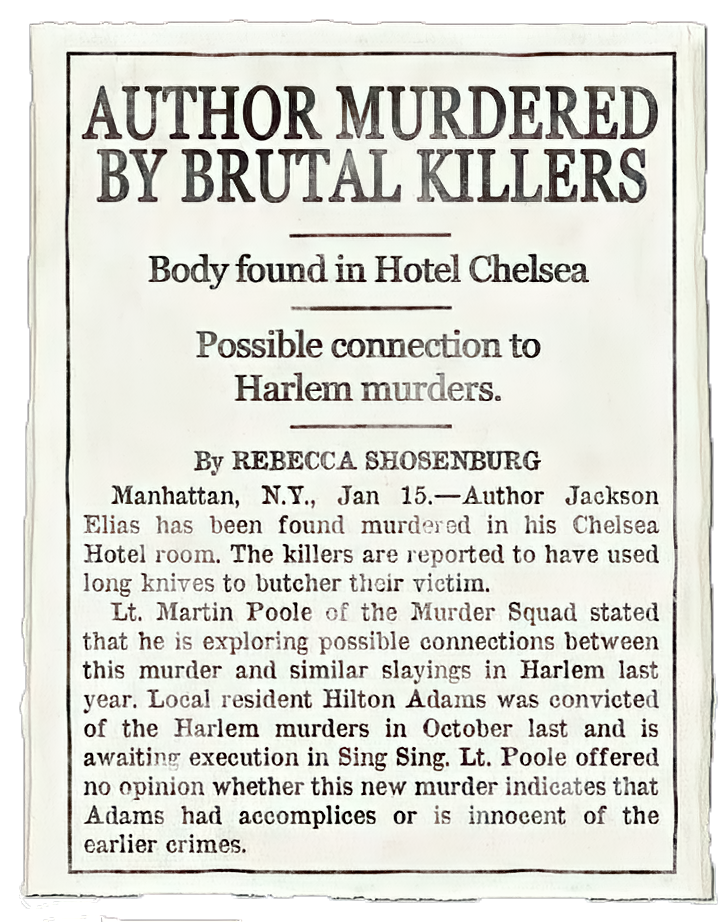 AUTHOR MURDERED
BY BRUTAL KILLERS
Body found in Hotel Chelsea
Possible connection to
Harlem murders.
By REBECCA SHOSENBURG
Manhattan, N.Y., Jan 15.—Author Jackson
Elias has been found murdered in his Chelsea
Hotel room. The killers are reported to have used
long knives to butcher their victim.
Lt. Martin Poole of the Murder Squad stated
that he is exploring possible connections between
this murder and similar slayings in Harlem last
year. Local resident Hilton Adams was convicted
of the Harlem murders in October last and is
awaiting execution in Sing Sing. Lt. Poole offered
no opinion whether this new murder indicates that
Adams had accomplices or is innocent of the
earlier crimes.